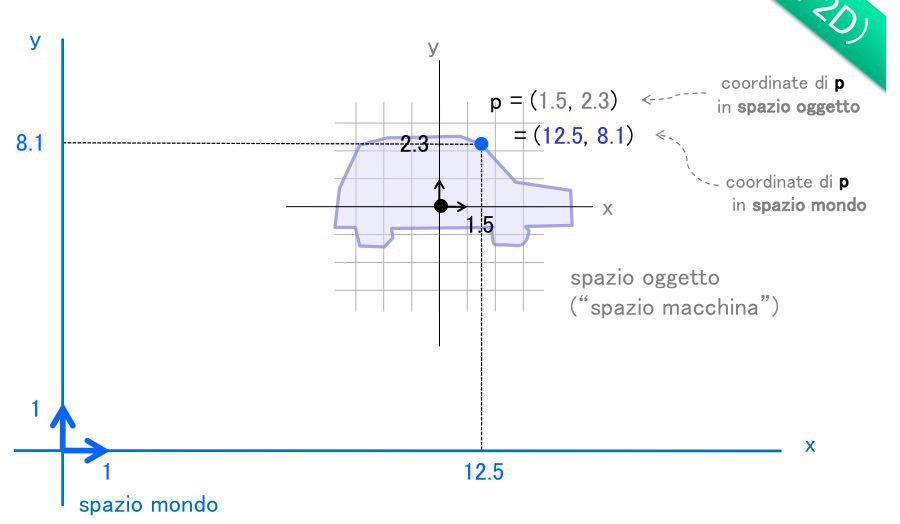 2D)
y
y
p = (1.5, 2.3)
coordinate di p
in spazio oggetto
8.1
2.3
= (12.5, 8.1)
coordinate di p
in spazio mondo
x
1.5
spazio oggetto
(“spazio macchina”)
1
x
1
12.5
spazio mondo